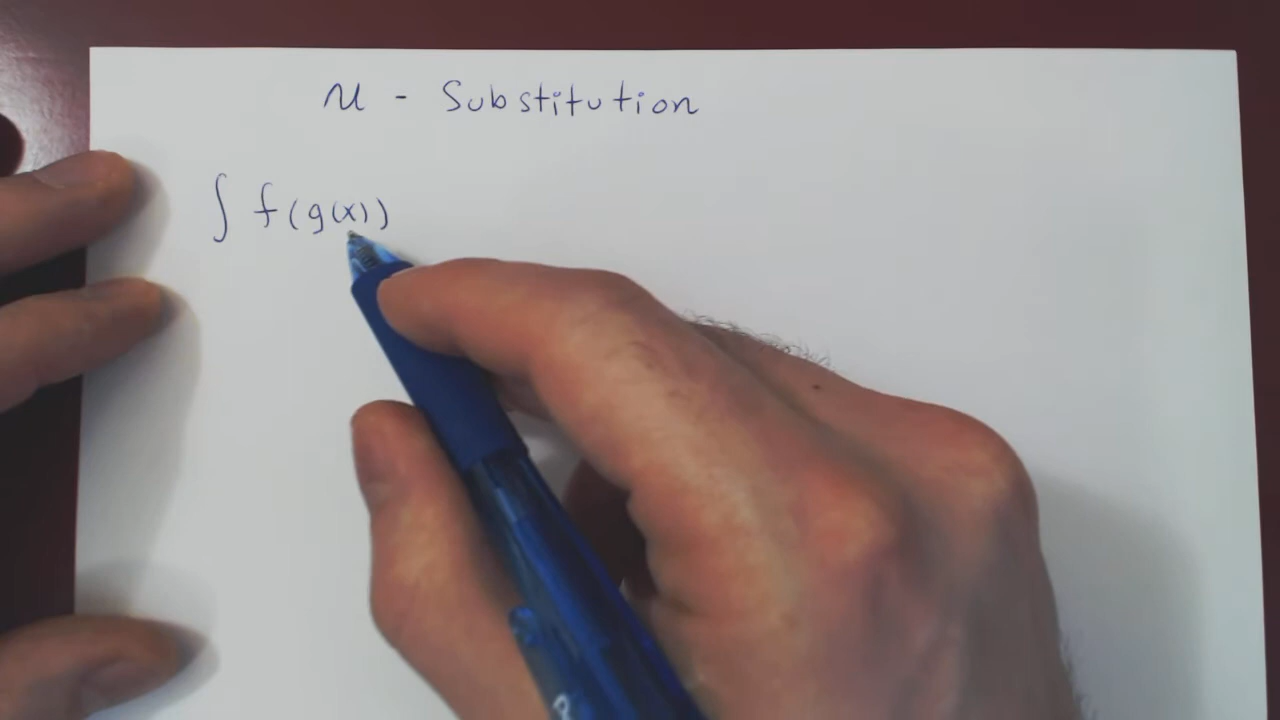 u - Substitution
∫ f(g(x))